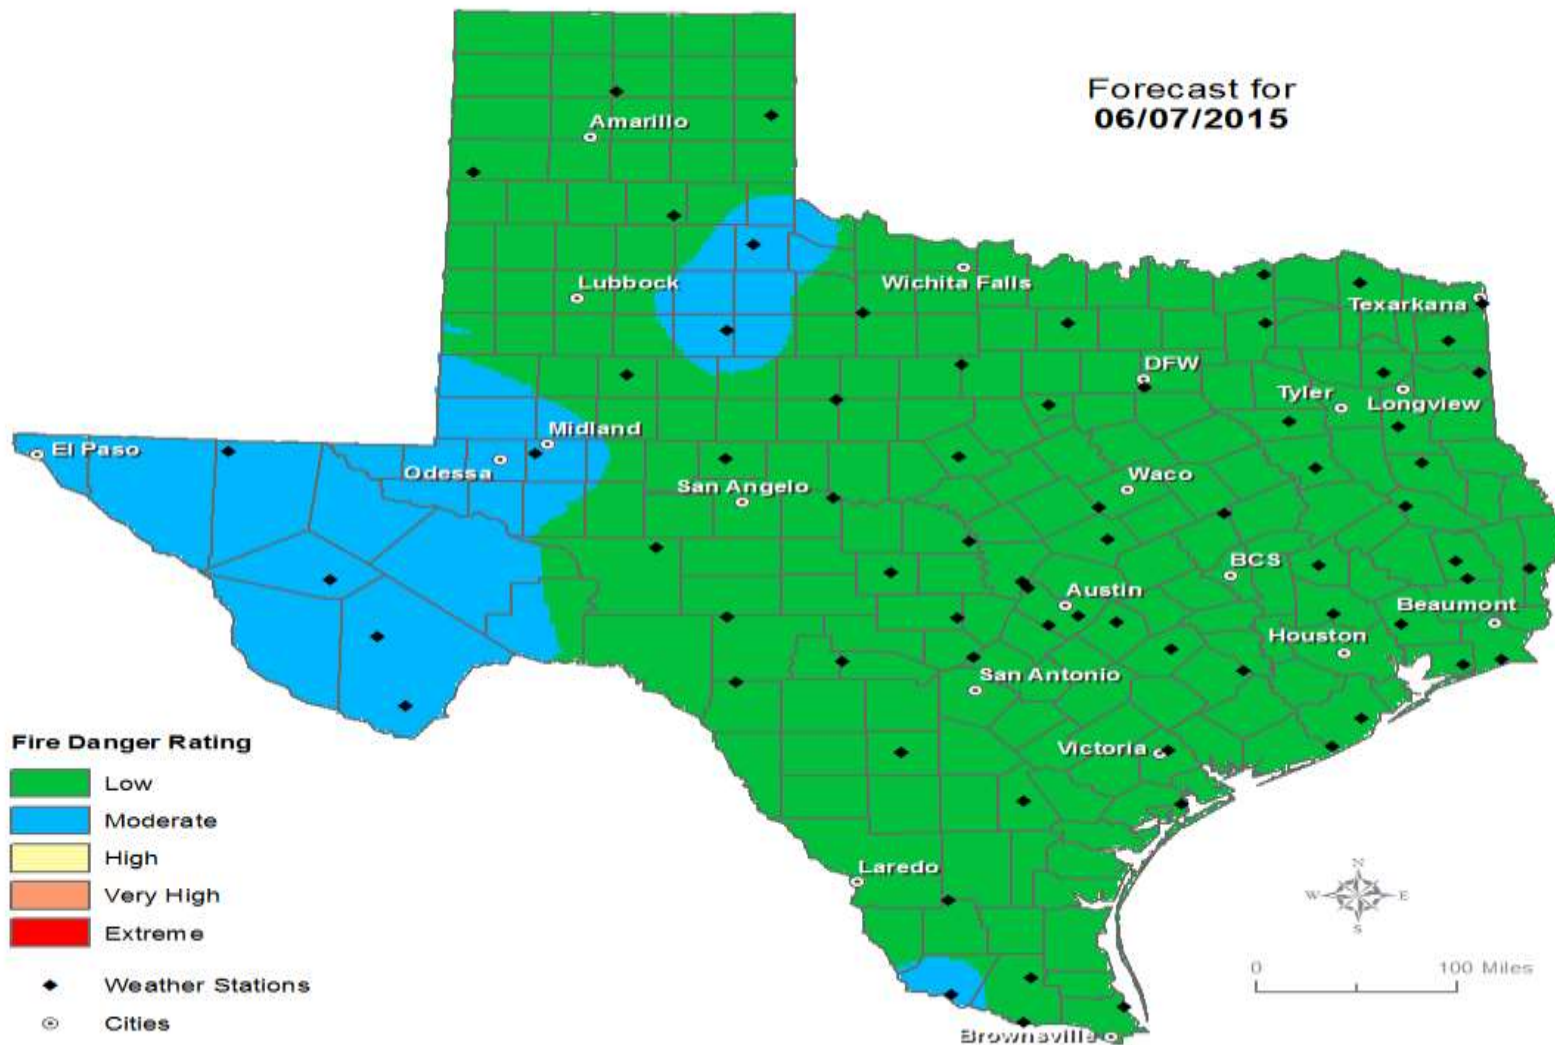 Forecast for
06/07/2015
Amarillo
Lubbock
Wichita Falls
Texarkana
DFW
Tyler
Longview
Midland
El Paso
Odessa
San Angelo
Waco
BCS
Austin
Beaumont
Houston
San Antonio
Victoria
Laredo
Brownsville
Fire Danger Rating
Low
Moderate
High
Very High
Extreme
Weather Stations
Cities
N
W E
S
0 100 Miles